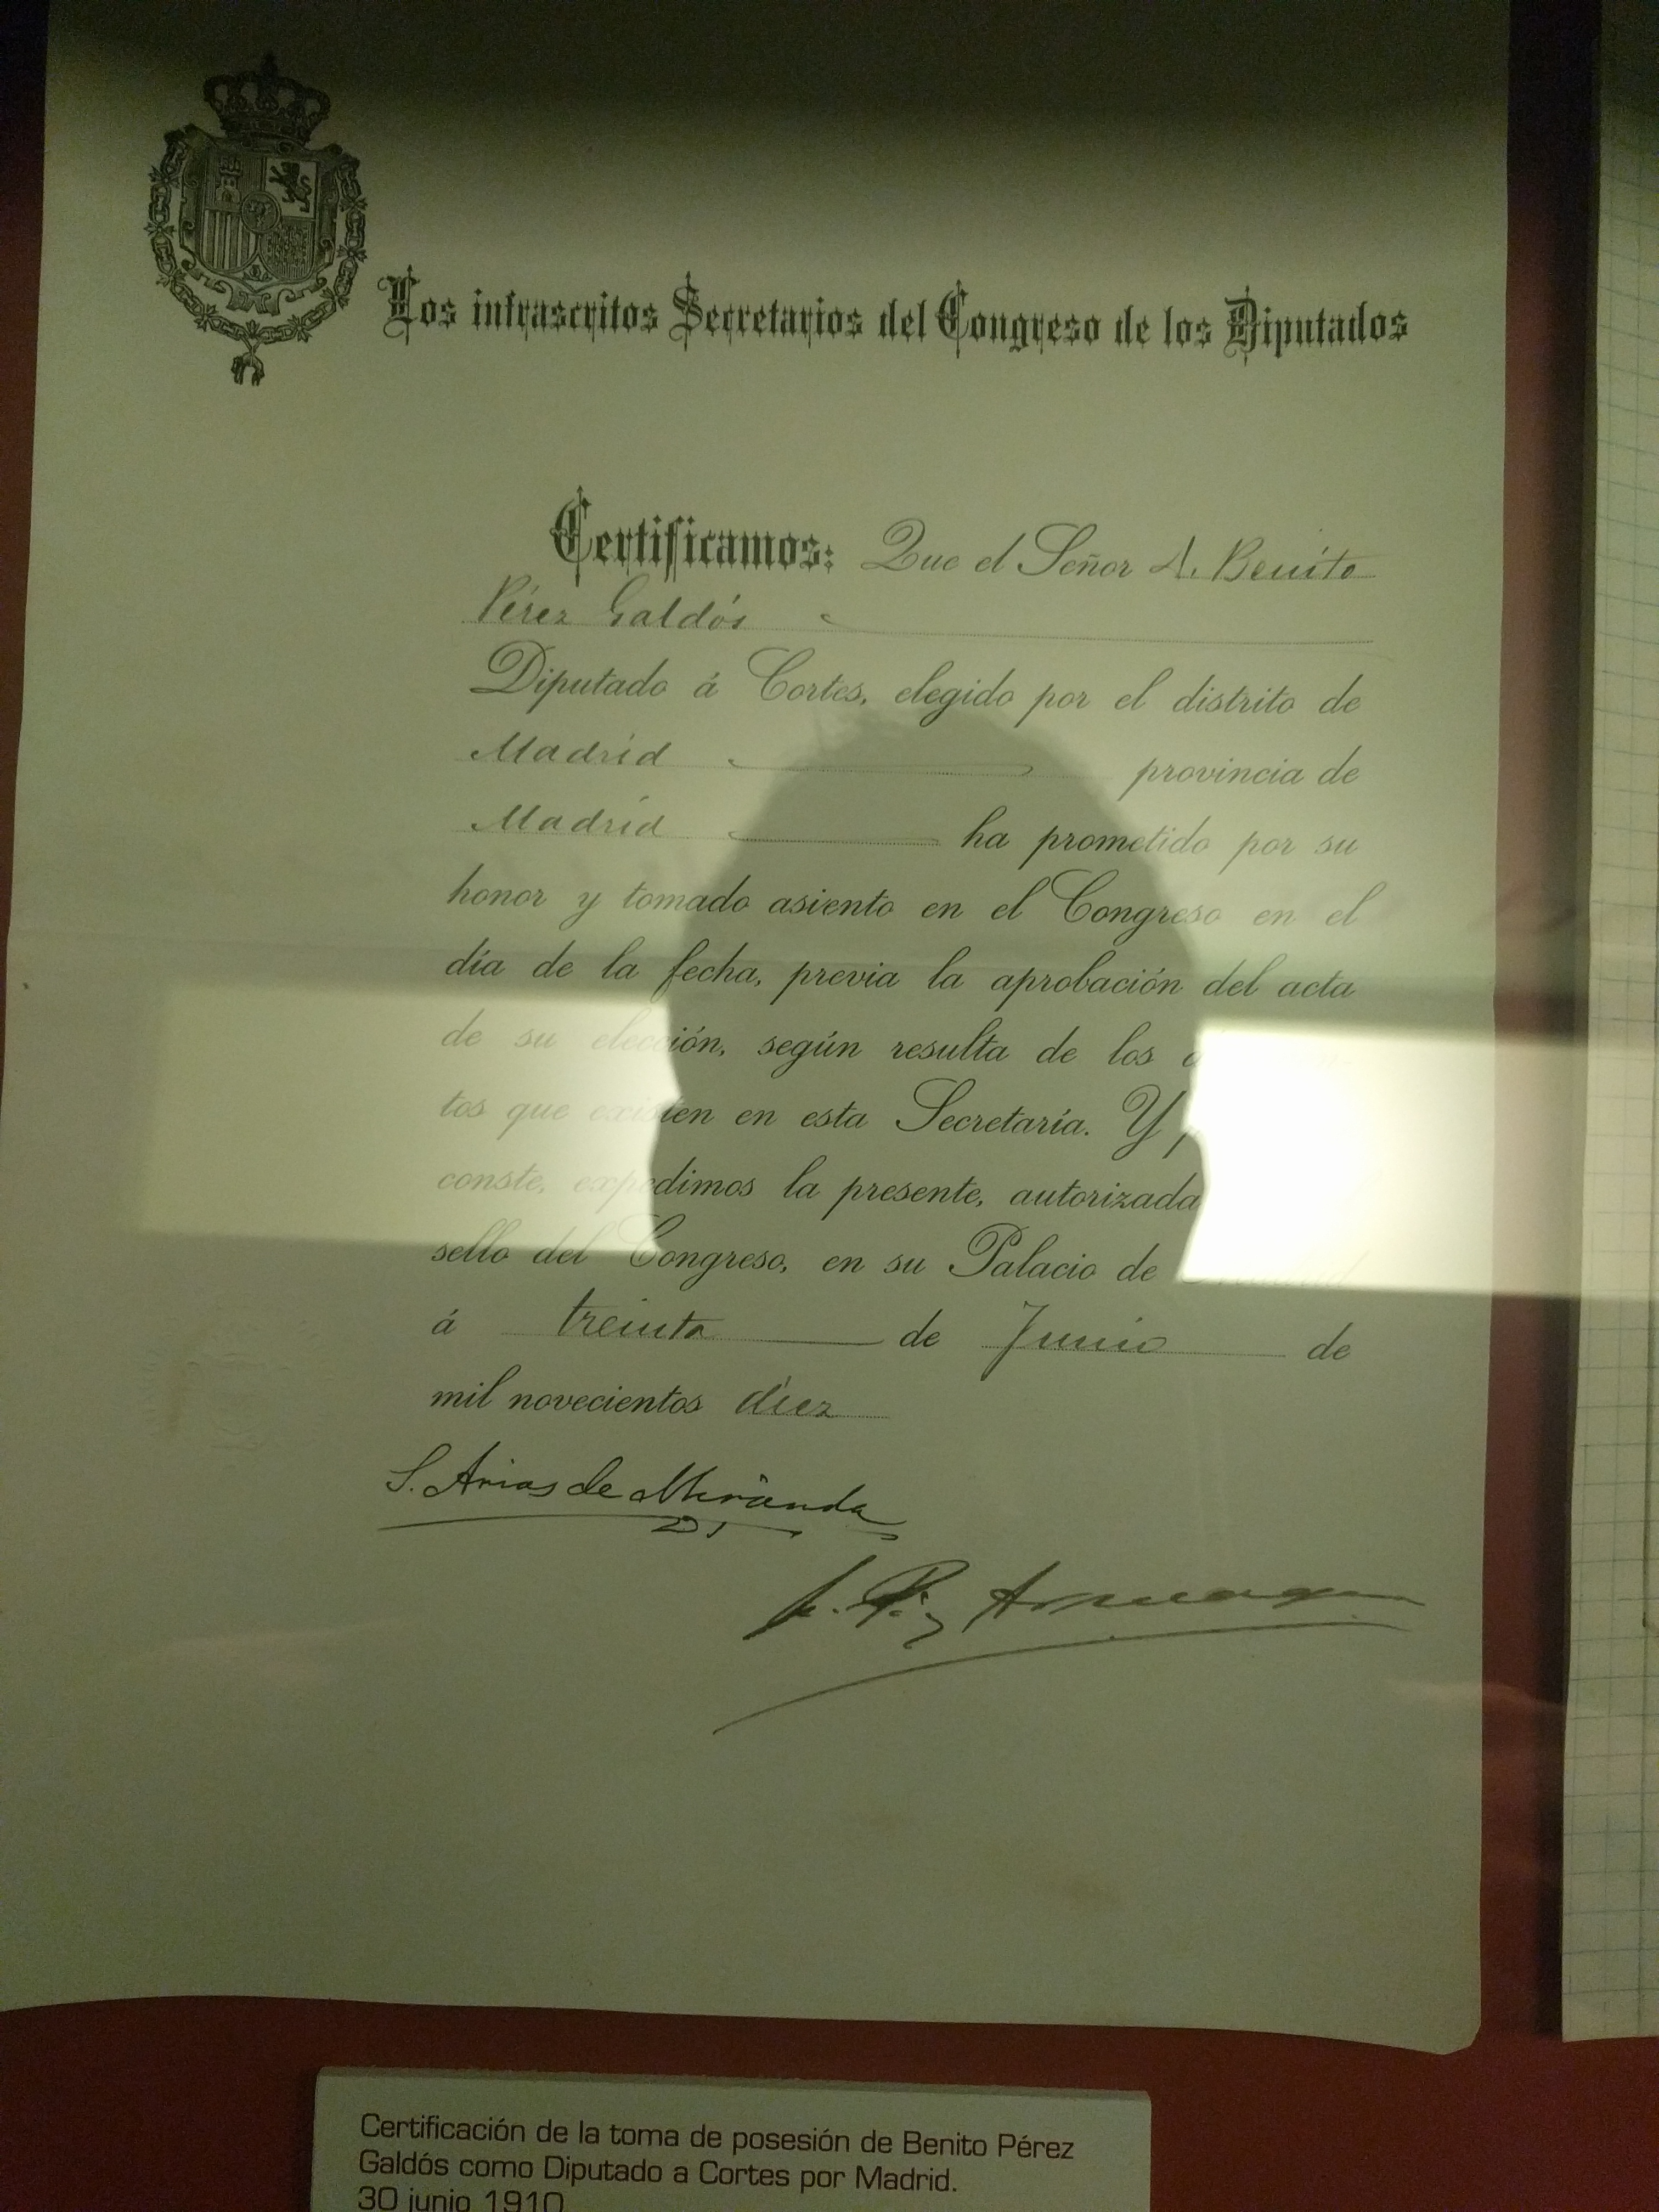 Los infrascritos Secretarios del Congreso de los Diputados
Certificamos: Que el Señor D. Benito
Pérez Galdós
Diputado á Cortes, elegido por el distrito de
Madrid provincia de
Madrid ha prometido por su
honor y tomado asiento en el Congreso en el
día de la fecha, previa la aprobación del acta
de su elección, según resulta de los
tos que existen en esta Secretaría. Y
conste, expedimos la presente, autorizada
sello del Congreso, en su Palacio de
á treinta de Junio de
mil novecientos diez
S. Arias de Miranda
Certificación de la toma de posesión de Benito Pérez
Galdós como Diputado a Cortes por Madrid.
30 junio 1910